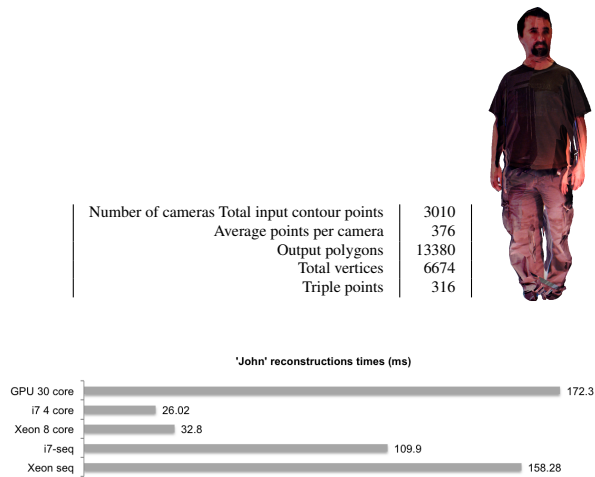 Number of cameras Total input contour points 3010
Average points per camera 376
Output polygons 13380
Total vertices 6674
Triple points 316
'John' reconstructions times (ms)
GPU 30 core 172.3
i7 4 core 26.02
Xeon 8 core 32.8
i7-seq 109.9
Xeon seq 158.28